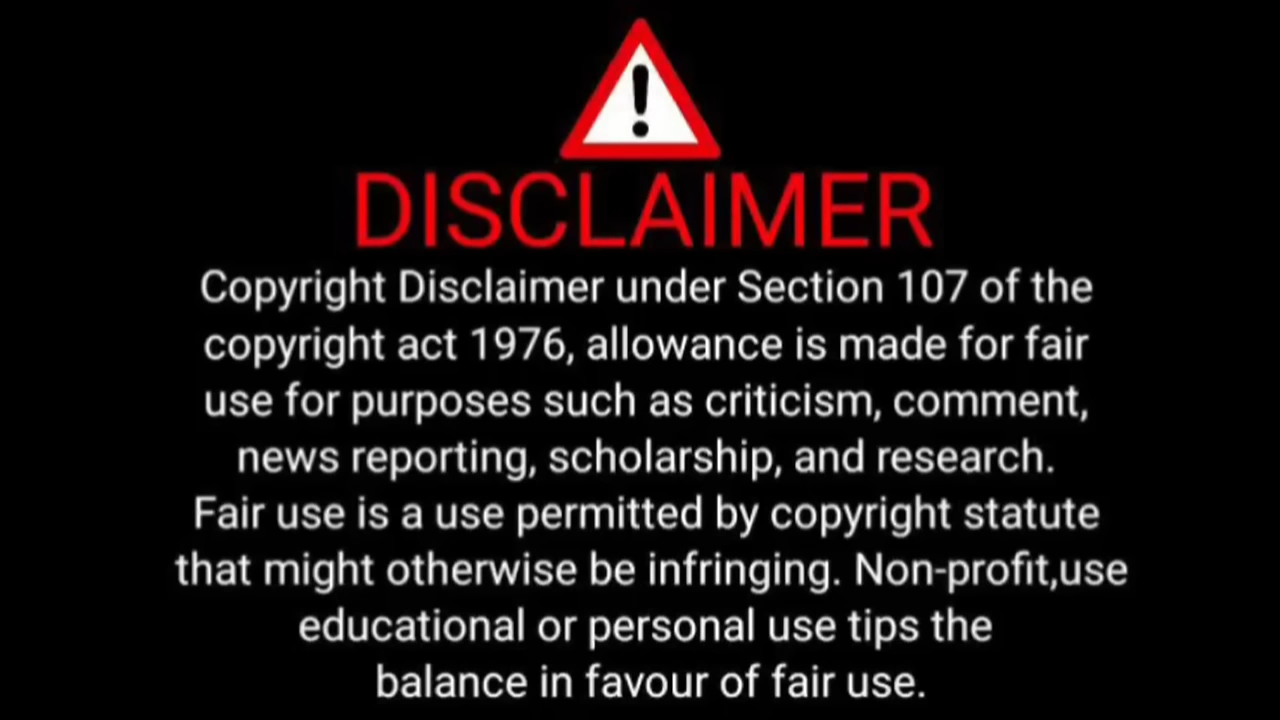 DISCLAIMER
Copyright Disclaimer under Section 107 of the
copyright act 1976, allowance is made for fair
use for purposes such as criticism, comment,
news reporting, scholarship, and research.
Fair use is a use permitted by copyright statute
that might otherwise be infringing. Non-profit,use
educational or personal use tips the
balance in favour of fair use.